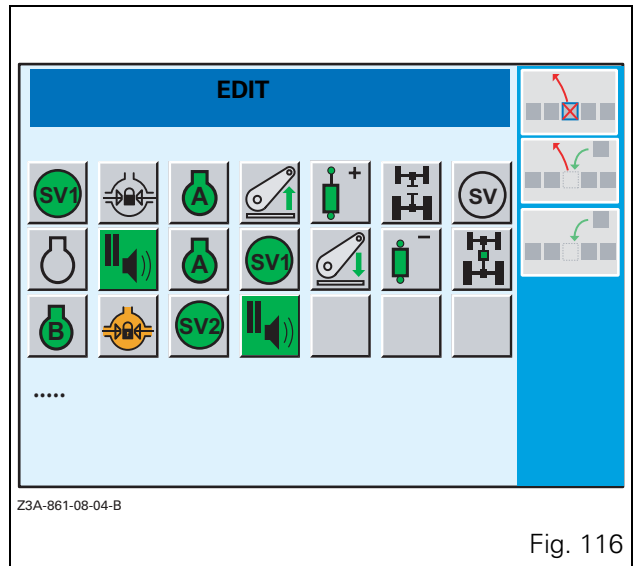 EDIT
SV1 A + SV
A SV1 −
B SV2
.....
Z3A-861-08-04-B
Fig. 116